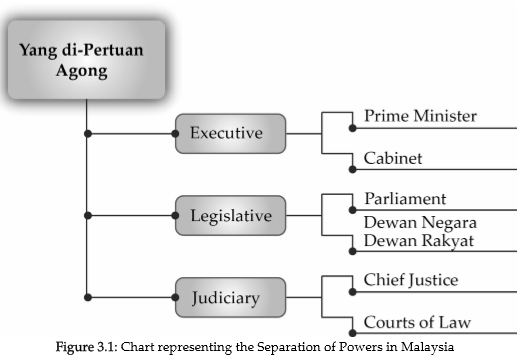 Yang di-Pertuan
Agong
Executive
Prime Minister
Cabinet
Legislative
Parliament
Dewan Negara
Dewan Rakyat
Judiciary
Chief Justice
Courts of Law
Figure 3.1: Chart representing the Separation of Powers in Malaysia